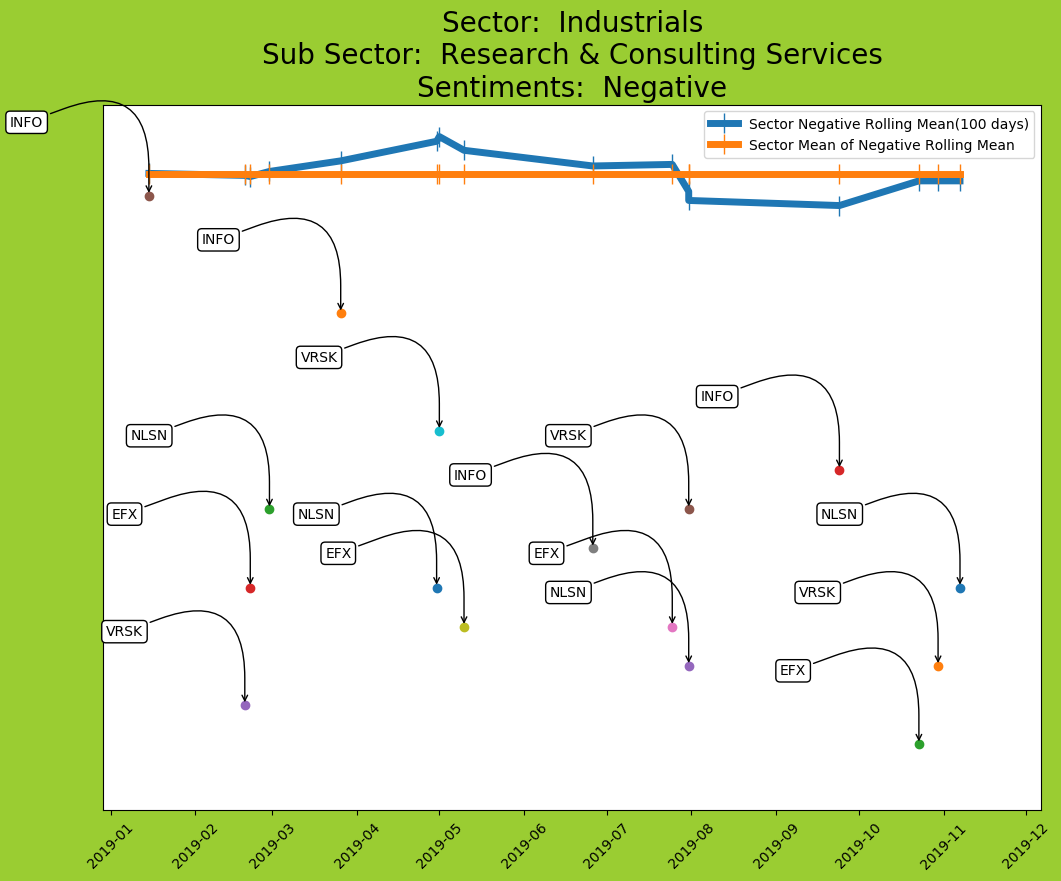 Sector:  Industrials
Sub Sector:  Research & Consulting Services
Sentiments:  Negative
Sector Negative Rolling Mean(100 days)
Sector Mean of Negative Rolling Mean
INFO
INFO
VRSK
INFO
NLSN
VRSK
INFO
EFX
NLSN
NLSN
EFX
EFX
NLSN
VRSK
VRSK
EFX
2019-01
2019-02
2019-03
2019-04
2019-05
2019-06
2019-07
2019-08
2019-09
2019-10
2019-11
2019-12